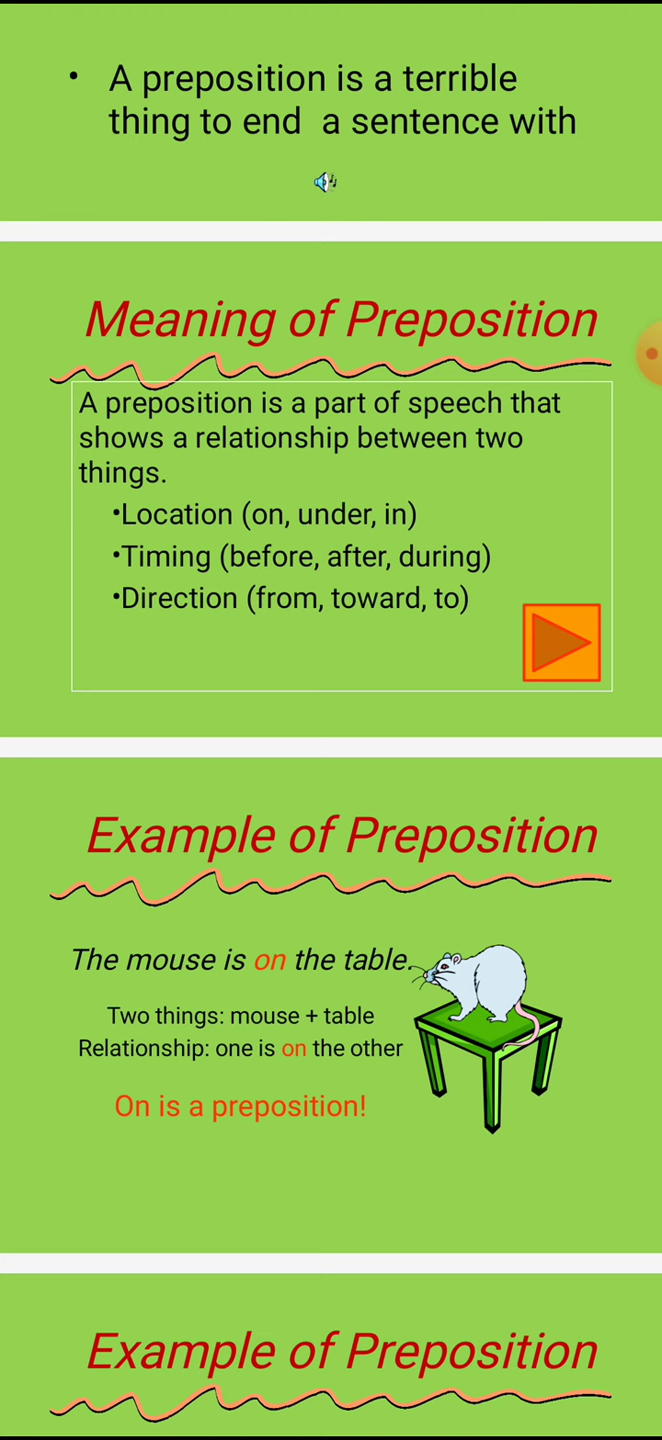 • A preposition is a terrible
thing to end a sentence with
Meaning of Preposition
A preposition is a part of speech that
shows a relationship between two
things.
•Location (on, under, in)
•Timing (before, after, during)
•Direction (from, toward, to)
Example of Preposition
The mouse is on the table.
Two things: mouse + table
Relationship: one is on the other
On is a preposition!
Example of Preposition